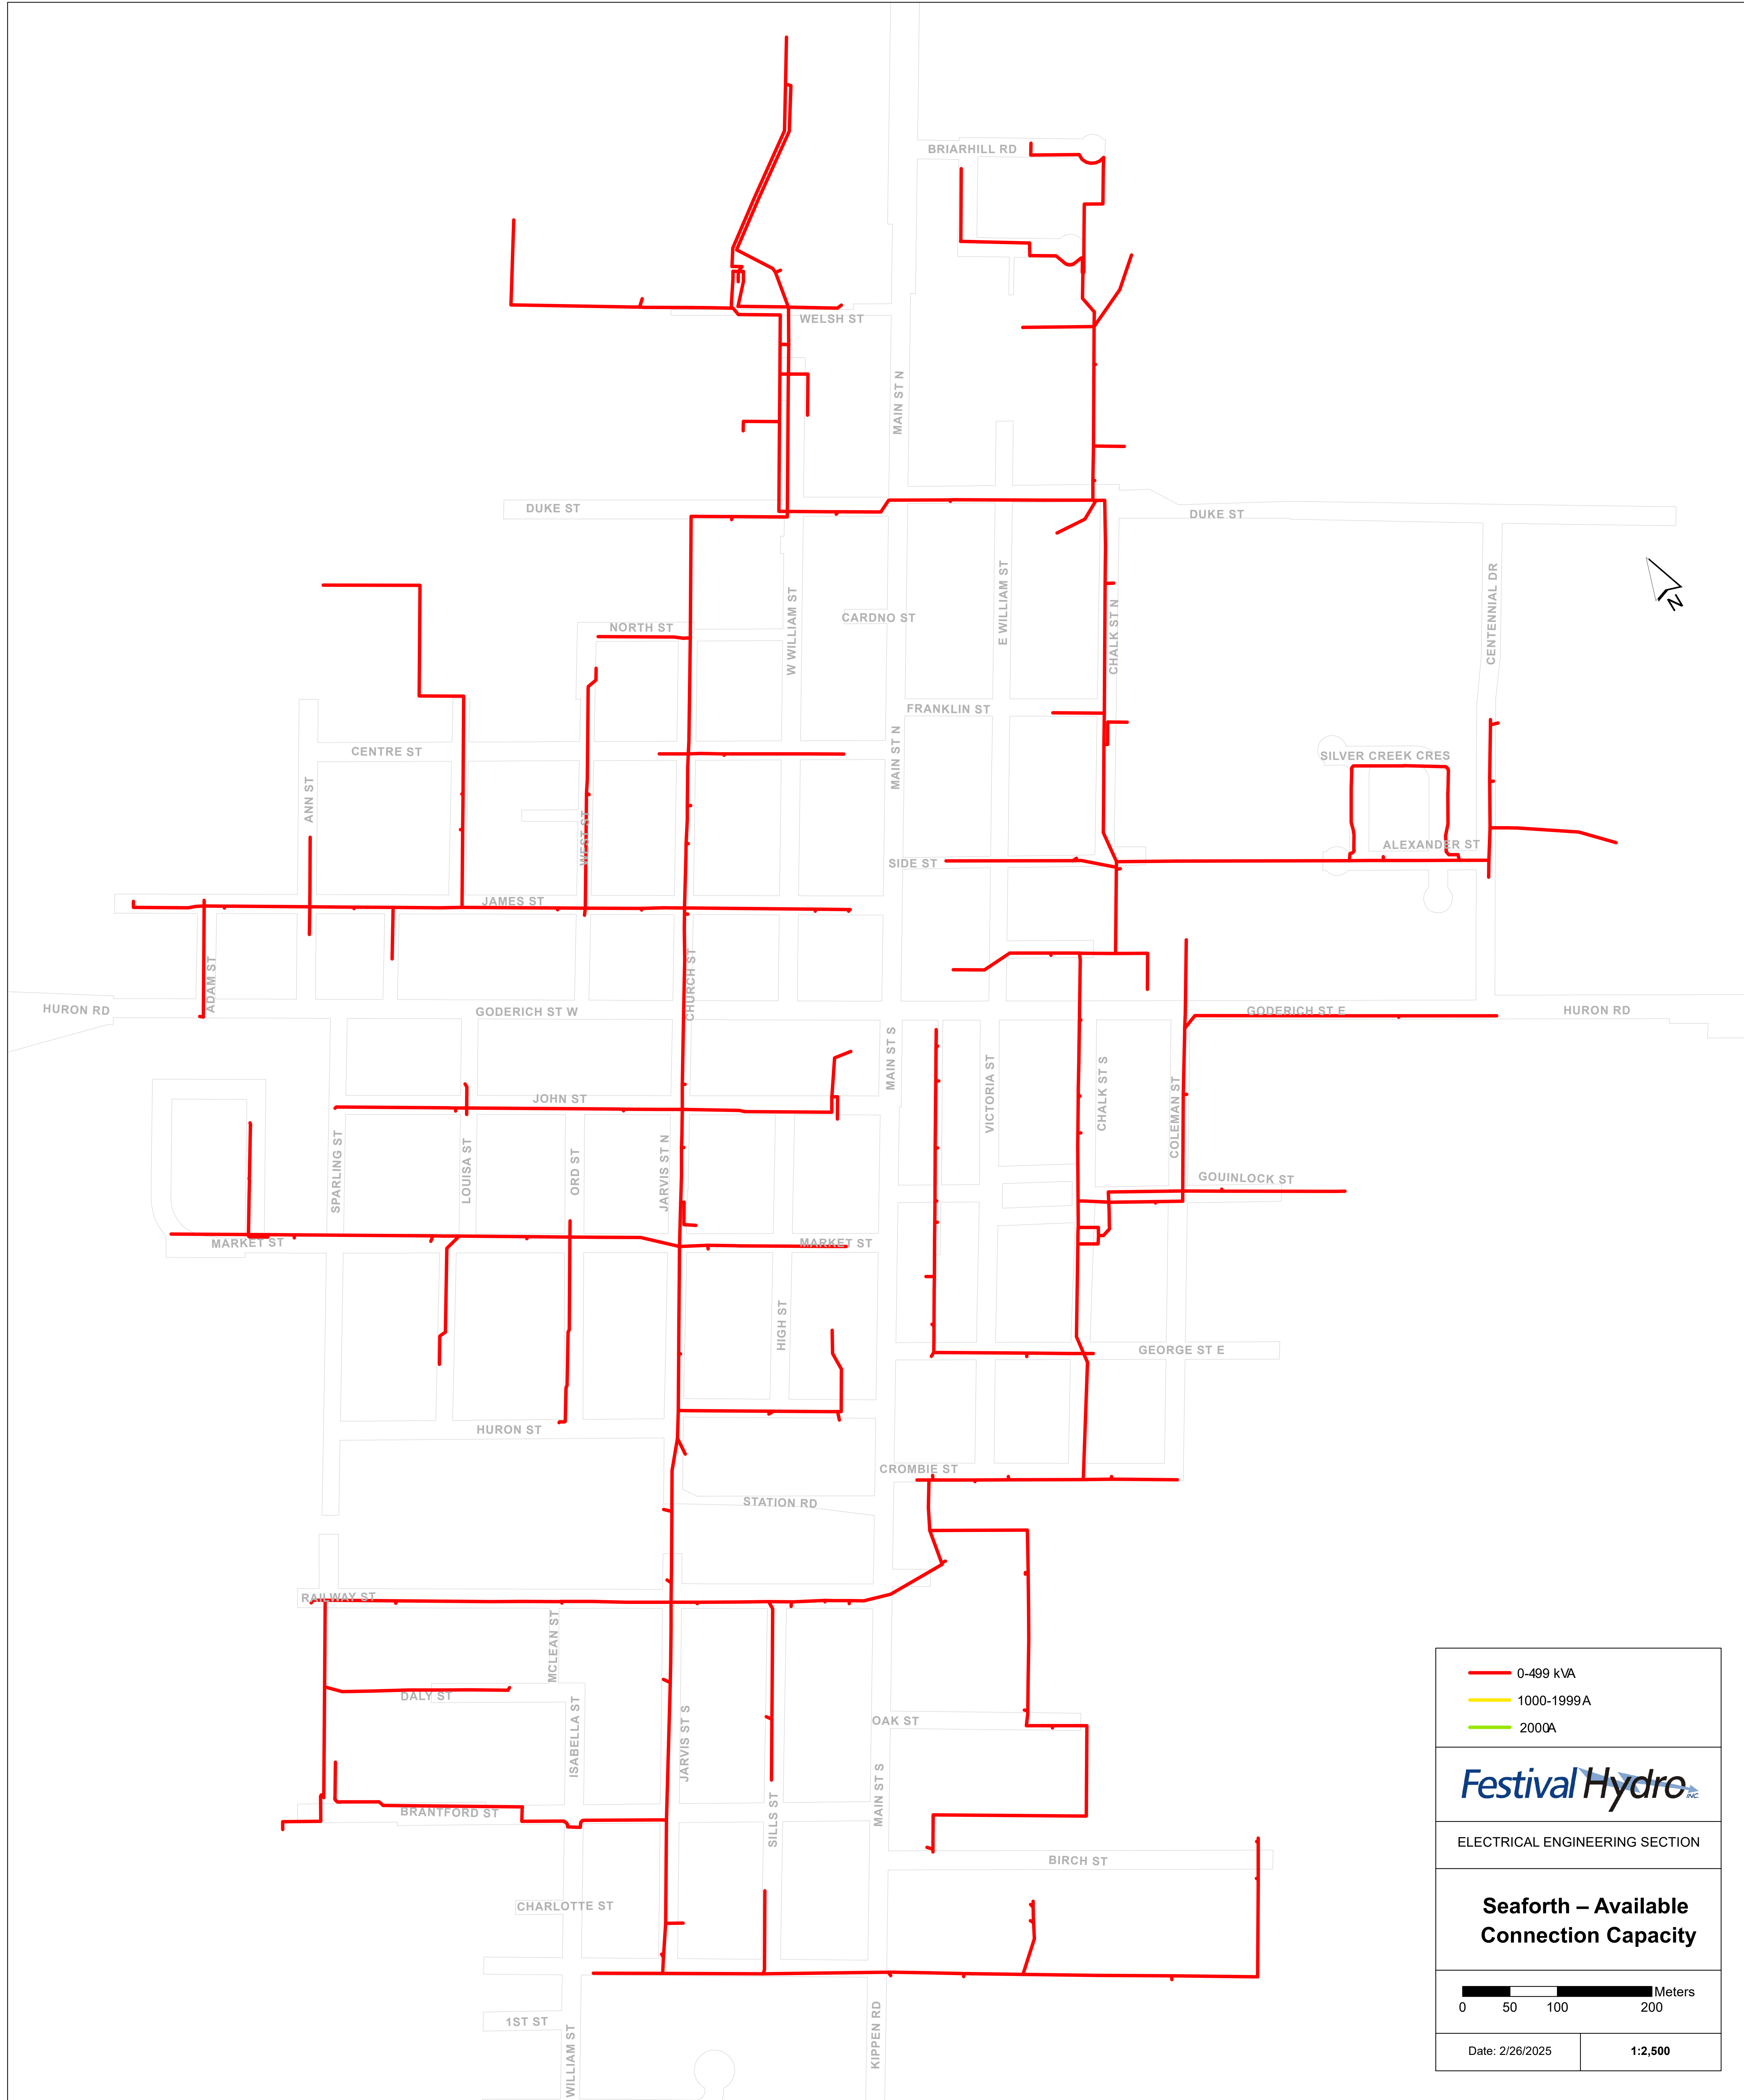 BRIARHILL RD
WELSH ST
MAIN ST N
DUKE ST
DUKE ST
W WILLIAM ST
E WILLIAM ST
CENTENIAL DR
CARDNO ST
NORTH ST
CHALK ST N
FRANKLIN ST
N
MAIN ST N
CENTRE ST
SILVER CREEK CRES
ANN ST
WEST ST
ALEXANDER ST
SIDE ST
JAMES ST
ADAM ST
CHURCH ST
HURON RD
GODERICH ST W
GODERICH ST E
HURON RD
MAIN ST S
VICTORIA ST
CHALK ST S
COLEMAN ST
JOHN ST
SPARLING ST
LOUISA ST
ORD ST
JARVIS ST N
GOUINLOCK ST
MARKET ST
MARKET ST
HIGH ST
GEORGE ST E
HURON ST
CROMBIE ST
STATION RD
RAILWAY ST
MCLEAN ST
DALY ST
ISABELLA ST
JARVIS ST S
OAK ST
MAIN ST S
SILLS ST
BRANTFORD ST
BIRCH ST
CHARLOTTE ST
1ST ST
WILLIAM ST
KIPPEN RD
0-499 kVA
1000-1999A
2000A
Festival Hydro INC.
ELECTRICAL ENGINEERING SECTION
Seaforth – Available
Connection Capacity
Meters
0 50 100 200
Date: 2/26/2025
1:2,500